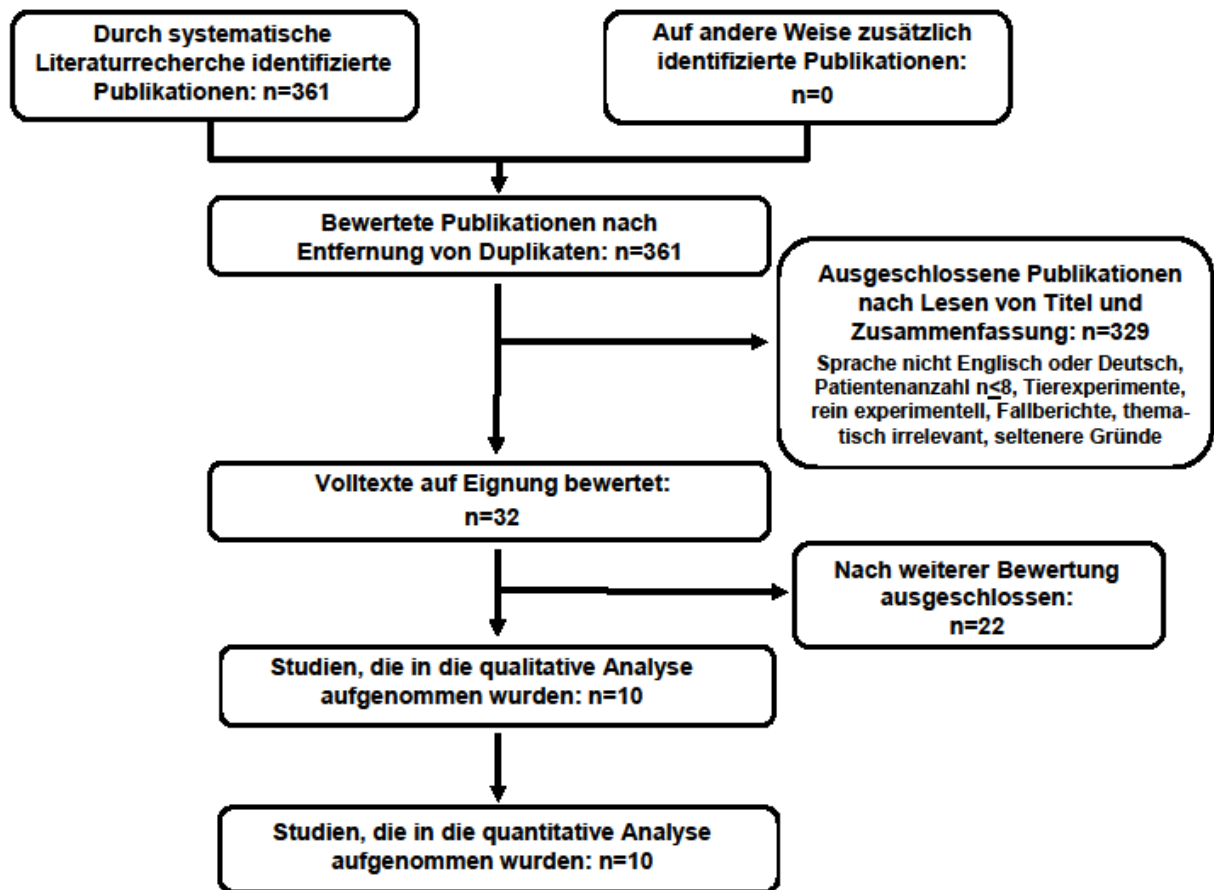 Durch systematische
Literaturrecherche identifizierte
Publikationen: n=361
Auf andere Weise zusätzlich
identifizierte Publikationen:
n=0
Bewertete Publikationen nach
Entfernung von Duplikaten: n=361
Ausgeschlossene Publikationen
nach Lesen von Titel und
Zusammenfassung: n=329
Sprache nicht Englisch oder Deutsch,
Patientenanzahl n≤8, Tierexperimente,
rein experimentell, Fallberichte, thema-
tisch irrelevant, seltenere Gründe
Volltexte auf Eignung bewertet:
n=32
Nach weiterer Bewertung
ausgeschlossen:
n=22
Studien, die in die qualitative Analyse
aufgenommen wurden: n=10
Studien, die in die quantitative Analyse
aufgenommen wurden: n=10